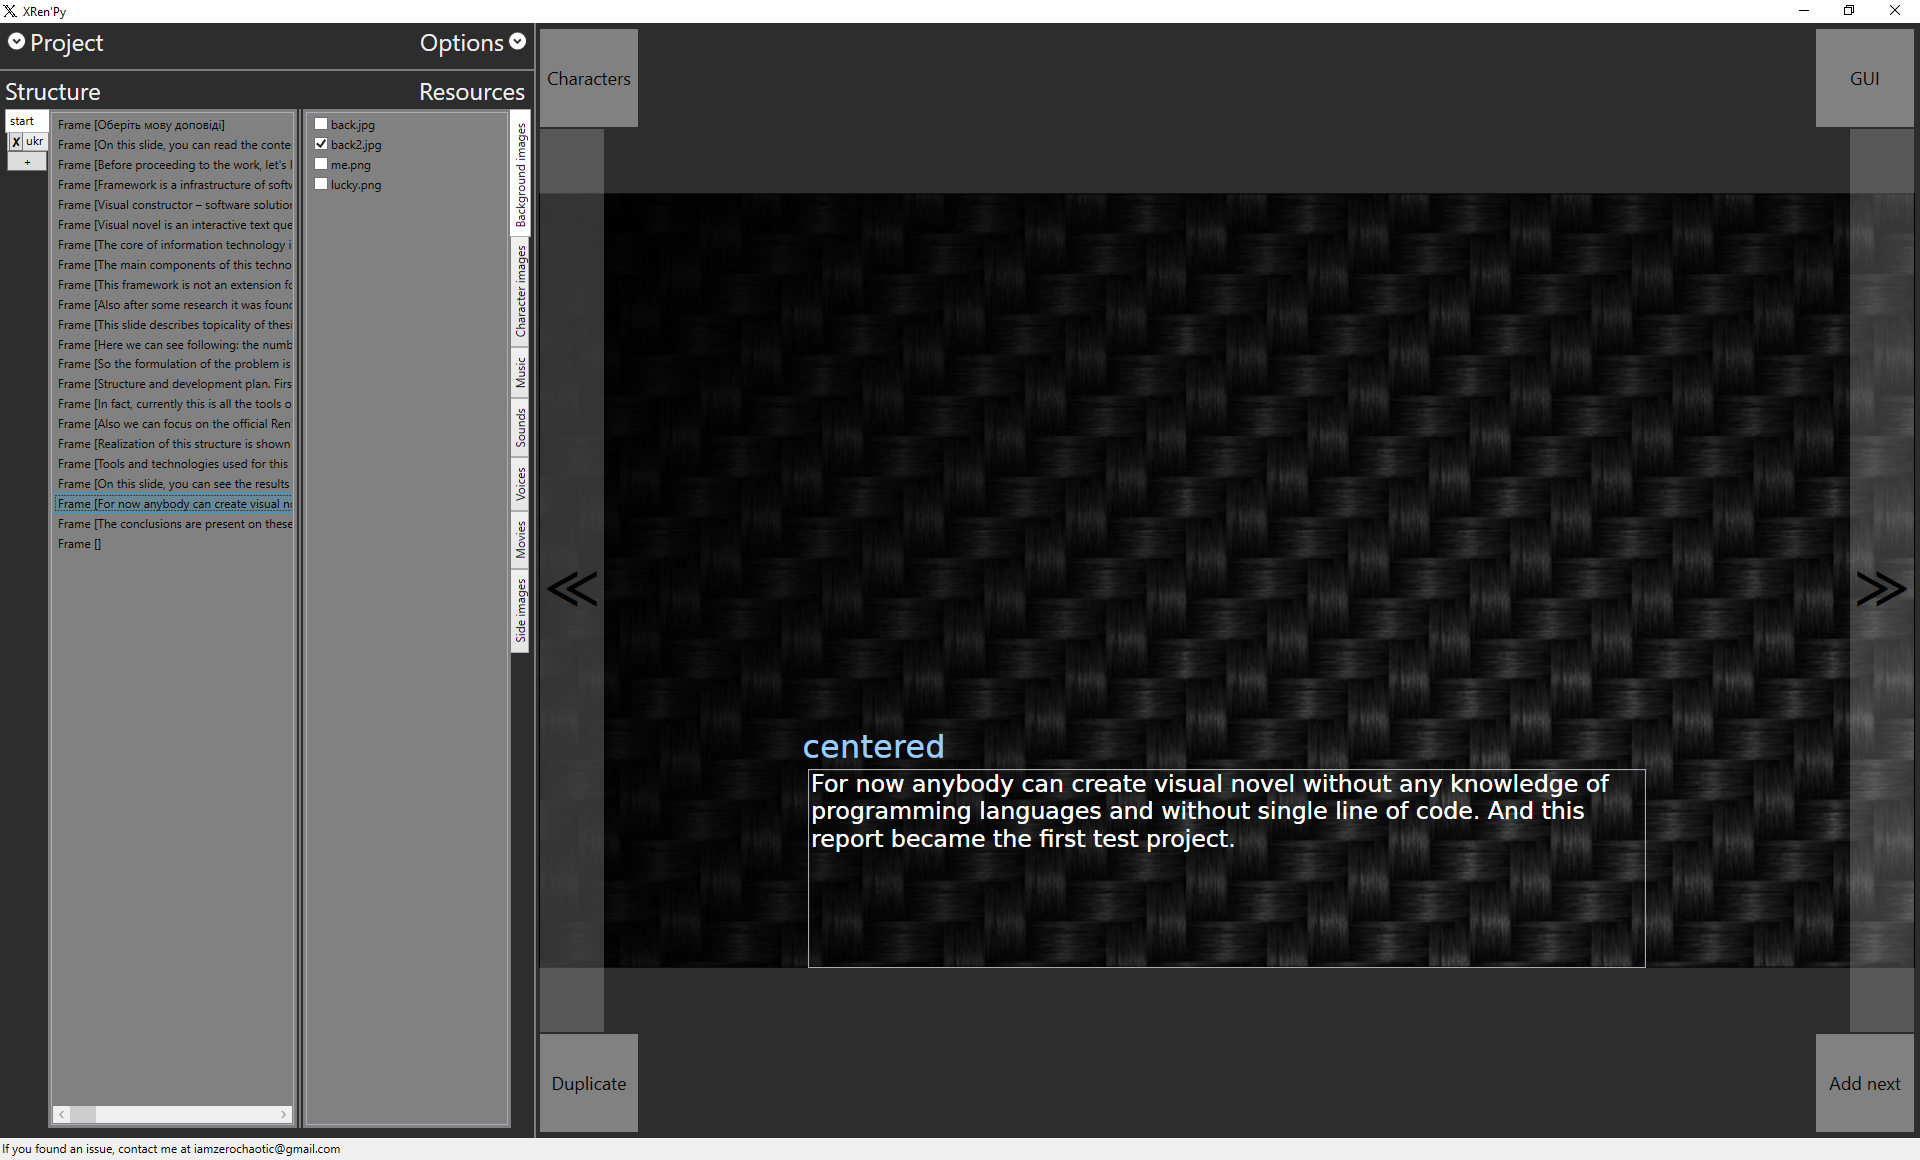 XRen'Py
Project
Options
Structure
Resources
start
ukr
+
Frame [Оберіть мову доповіді]
Frame [On this slide, you can read the conte
Frame [Before proceeding to the work, let's
Frame [Framework is a infrastructure of softw
Frame [Visual constructor – software solution
Frame [Visual novel is an interactive text que
Frame [The core of information technology i
Frame [The main components of this techno
Frame [This framework is not an extension fo
Frame [Also after some research it was found
Frame [This slide describes topicality of thesi
Frame [Here we can see following: the numb
Frame [So the formulation of the problem is
Frame [Structure and development plan. Firs
Frame [In fact, currently this is all the tools o
Frame [Also we can focus on the official Ren
Frame [Realization of this structure is shown
Frame [Tools and technologies used for this
Frame [On this slide, you can see the results
Frame [For now anybody can create visual no
Frame [The conclusions are present on these
Frame []
back.jpg
back2.jpg
me.png
lucky.png
Background images
Character images
Music
Sounds
Voices
Movies
Side images
Characters
GUI
centered
For now anybody can create visual novel without any knowledge of
programming languages and without single line of code. And this
report became the first test project.
Duplicate
Add next
If you found an issue, contact me at iamzerochaotic@gmail.com